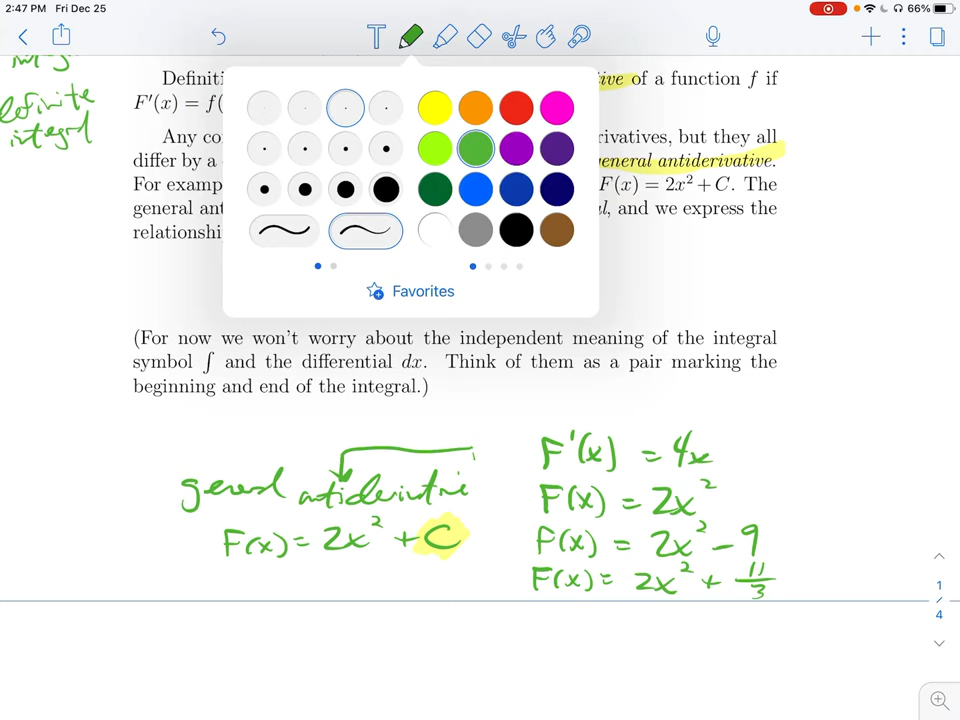 2:47 PM Fri Dec 25
66%
T
integ
definite
integral
Definiti
ive of a function f if
F′(x) = f(
Any co
rivatives, but they all
differ by a
eneral antiderivative.
For examp
F(x) = 2x² + C. The
general ant
l, and we express the
relationshi
Favorites
(For now we won't worry about the independent meaning of the integral
symbol ∫ and the differential dx. Think of them as a pair marking the
beginning and end of the integral.)
general antiderivative
F(x) = 2x² + C
F'(x) = 4x
F(x) = 2x²
F(x) = 2x² − 9
F(x) = 2x² + 11/3
1
/
4